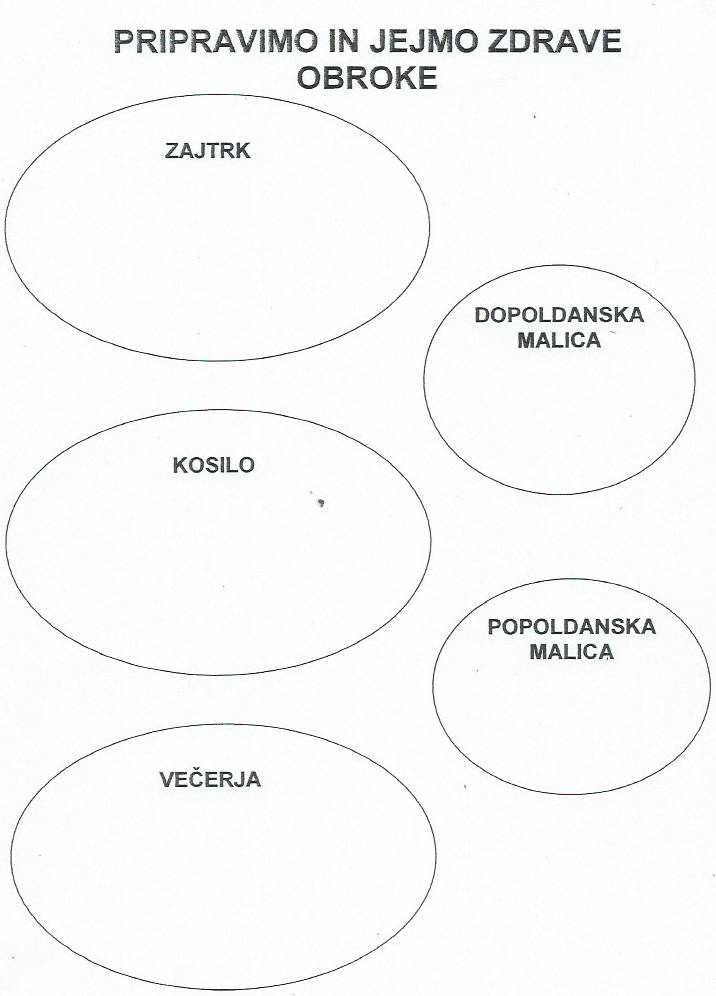 PRIPRAVIMO IN JEJMO ZDRAVE
OBROKE
ZAJTRK
DOPOLDANSKA
MALICA
KOSILO
POPOLDANSKA
MALICA
VEČERJA